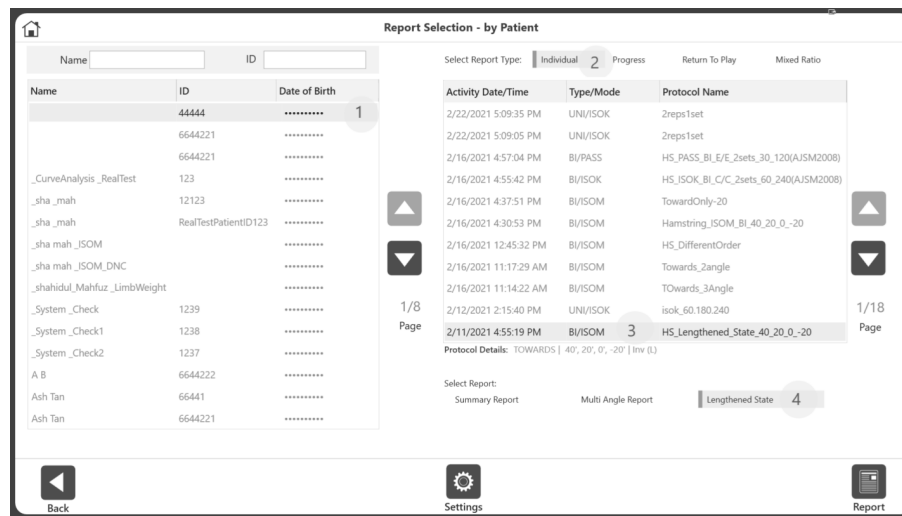 Report Selection - by Patient
Name ID
Select Report Type: Individual 2 Progress Return To Play Mixed Ratio
Name ID Date of Birth
44444 •••••••••• 1
6644221 ••••••••••
6644221 ••••••••••
_CurveAnalysis _RealTest 123 ••••••••••
_sha _mah 12123 ••••••••••
_sha _mah RealTestPatientID123 ••••••••••
_sha mah _ISOM ••••••••••
_sha mah _ISOM_DNC ••••••••••
_shahidul_Mahfuz _LimbWeight ••••••••••
_System _Check 1239 ••••••••••
_System _Check1 1238 ••••••••••
_System _Check2 1237 ••••••••••
A B 6644222 ••••••••••
Ash Tan 66441 ••••••••••
Ash Tan 6644221 ••••••••••
1/8
Page
Activity Date/Time Type/Mode Protocol Name
2/22/2021 5:09:35 PM UNI/ISOK 2reps1set
2/22/2021 5:09:05 PM UNI/ISOK 2reps1set
2/16/2021 4:57:04 PM BI/PASS HS_PASS_BI_E/E_2sets_30_120(AJSM2008)
2/16/2021 4:55:42 PM BI/ISOK HS_ISOK_BI_C/C_2sets_60_240(AJSM2008)
2/16/2021 4:37:51 PM BI/ISOM TowardOnly-20
2/16/2021 4:30:53 PM BI/ISOM Hamstring_ISOM_BI_40_20_0_-20
2/16/2021 12:45:32 PM BI/ISOM HS_DifferentOrder
2/16/2021 11:17:29 AM BI/ISOM Towards_2angle
2/16/2021 11:14:22 AM BI/ISOM TOwards_3Angle
2/12/2021 2:15:40 PM UNI/ISOK isok_60.180.240
2/11/2021 4:55:19 PM BI/ISOM 3 HS_Lengthened_State_40_20_0_-20
1/18
Page
Protocol Details: TOWARDS | 40', 20', 0', -20' | Inv (L)
Select Report:
Summary Report Multi Angle Report Lengthened State 4
Back Settings Report